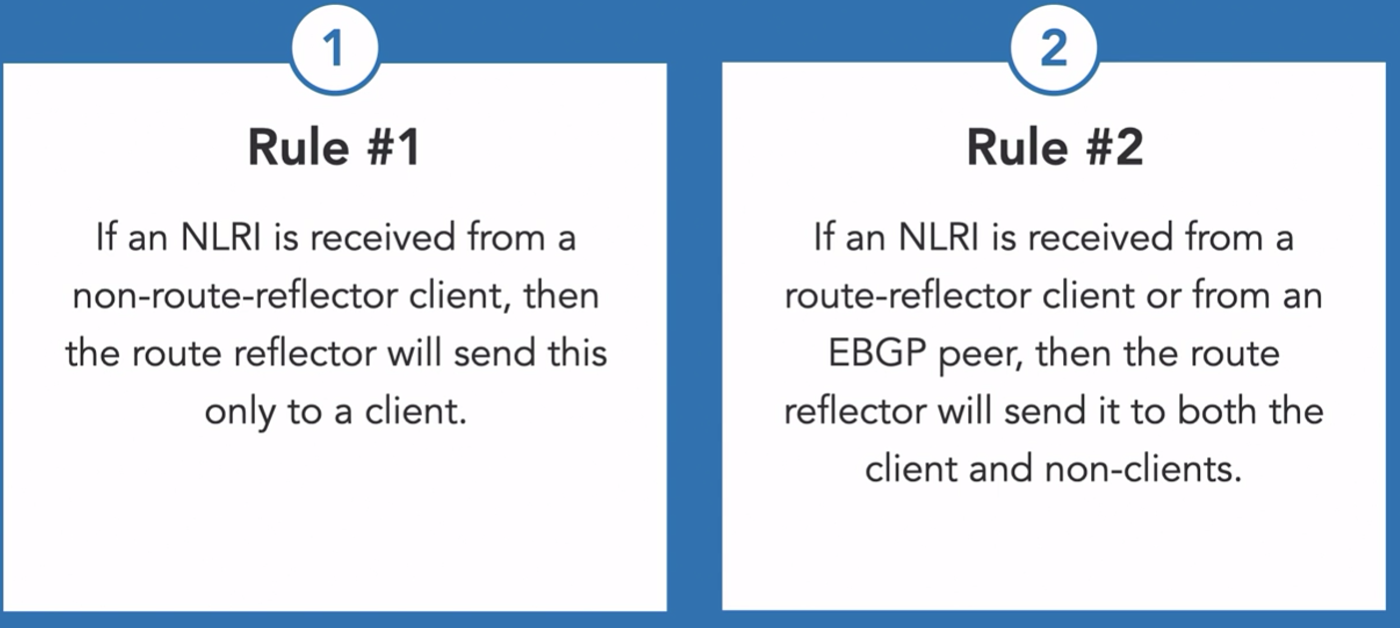 1
Rule #1
If an NLRI is received from a
non-route-reflector client, then
the route reflector will send this
only to a client.
2
Rule #2
If an NLRI is received from a
route-reflector client or from an
EBGP peer, then the route
reflector will send it to both the
client and non-clients.